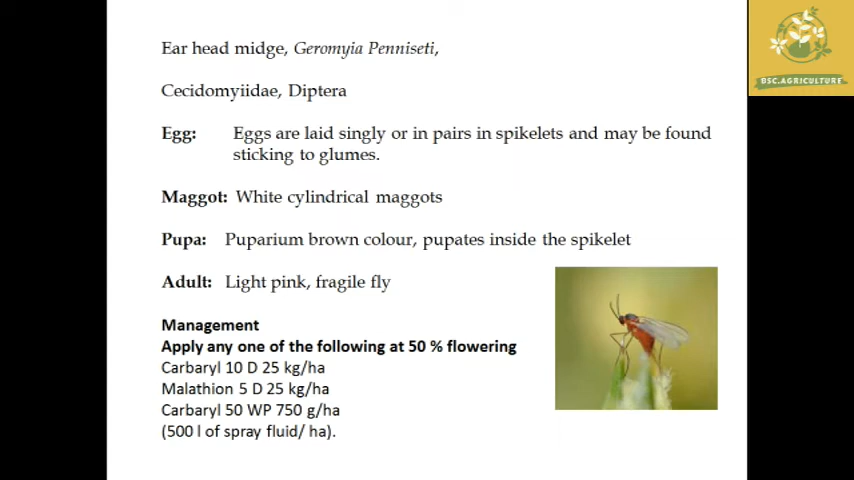 Ear head midge, Geromyia Penniseti,
Cecidomyiidae, Diptera
Egg: Eggs are laid singly or in pairs in spikelets and may be found
sticking to glumes.
Maggot: White cylindrical maggots
Pupa: Puparium brown colour, pupates inside the spikelet
Adult: Light pink, fragile fly
Management
Apply any one of the following at 50 % flowering
Carbaryl 10 D 25 kg/ha
Malathion 5 D 25 kg/ha
Carbaryl 50 WP 750 g/ha
(500 l of spray fluid/ ha).
BSC.AGRICULTURE